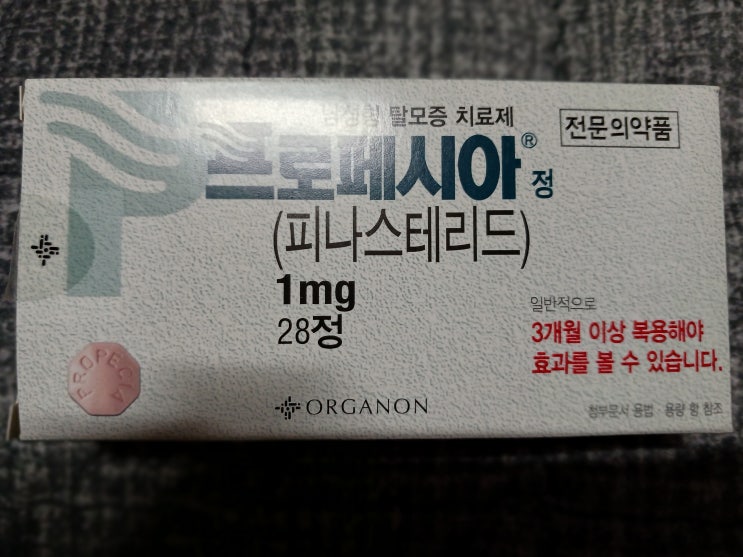 남성형 탈모증 치료제
전문의약품
프로페시아® 정
(피나스테리드)
1mg
28정
일반적으로
3개월 이상 복용해야
효과를 볼 수 있습니다.
PROPECIA
ORGANON
첨부문서 용법 · 용량 항 참조